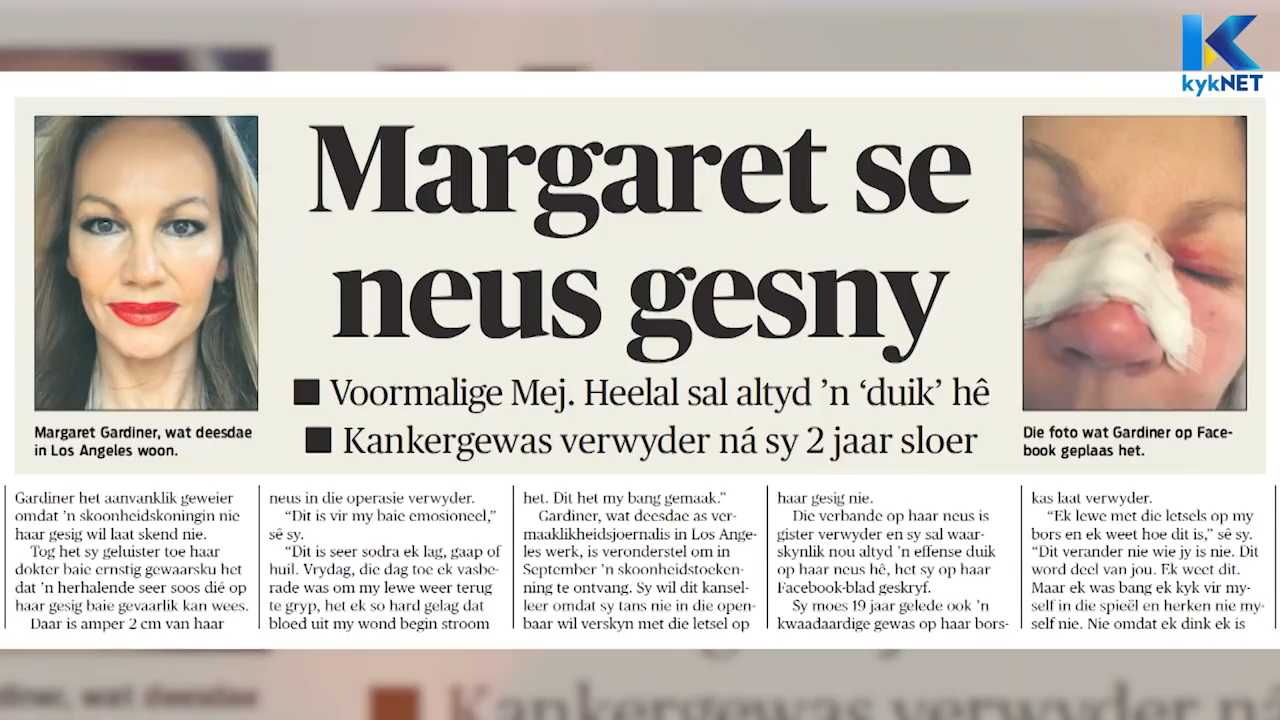 kykNET
Margaret se
neus gesny
■ Voormalige Mej. Heelal sal altyd ’n ‘duik’ hê
■ Kankergewas verwyder ná sy 2 jaar sloer
Margaret Gardiner, wat deesdae
in Los Angeles woon.
Die foto wat Gardiner op Face-
book geplaas het.
Gardiner het aanvanklik geweier
omdat ’n skoonheidskoningin nie
haar gesig wil laat skend nie.
Tog het sy geluister toe haar
dokter baie ernstig gewaarsku het
dat ’n herhalende seer soos dié op
haar gesig baie gevaarlik kan wees.
Daar is amper 2 cm van haar
neus in die operasie verwyder.
“Dit is vir my baie emosioneel,”
sê sy.
“Dit is seer sodra ek lag, gaap of
huil. Vrydag, die dag toe ek vasbe-
rade was om my lewe weer terug
te gryp, het ek so hard gelag dat
bloed uit my wond begin stroom
het. Dit het my bang gemaak.”
Gardiner, wat deesdae as ver-
maaklikheidsjoernalis in Los Ange-
les werk, is veronderstel om in
September ’n skoonheidstoeken-
ning te ontvang. Sy wil dit kansel-
leer omdat sy tans nie in die open-
baar wil verskyn met die letsel op
haar gesig nie.
Die verbande op haar neus is
gister verwyder en sy sal waar-
skynlik nou altyd ’n effense duik
op haar neus hê, het sy op haar
Facebook-blad geskryf.
Sy moes 19 jaar gelede ook ’n
kwaadaardige gewas op haar bors-
kas laat verwyder.
“Ek lewe met die letsels op my
bors en ek weet hoe dit is,” sê sy.
“Dit verander nie wie jy is nie. Dit
word deel van jou. Ek weet dit.
Maar ek was bang ek kyk vir my-
self in die spieël en herken nie my-
self nie. Nie omdat ek dink ek is
diner, wat deesdae
Kankergewas verwyder ná